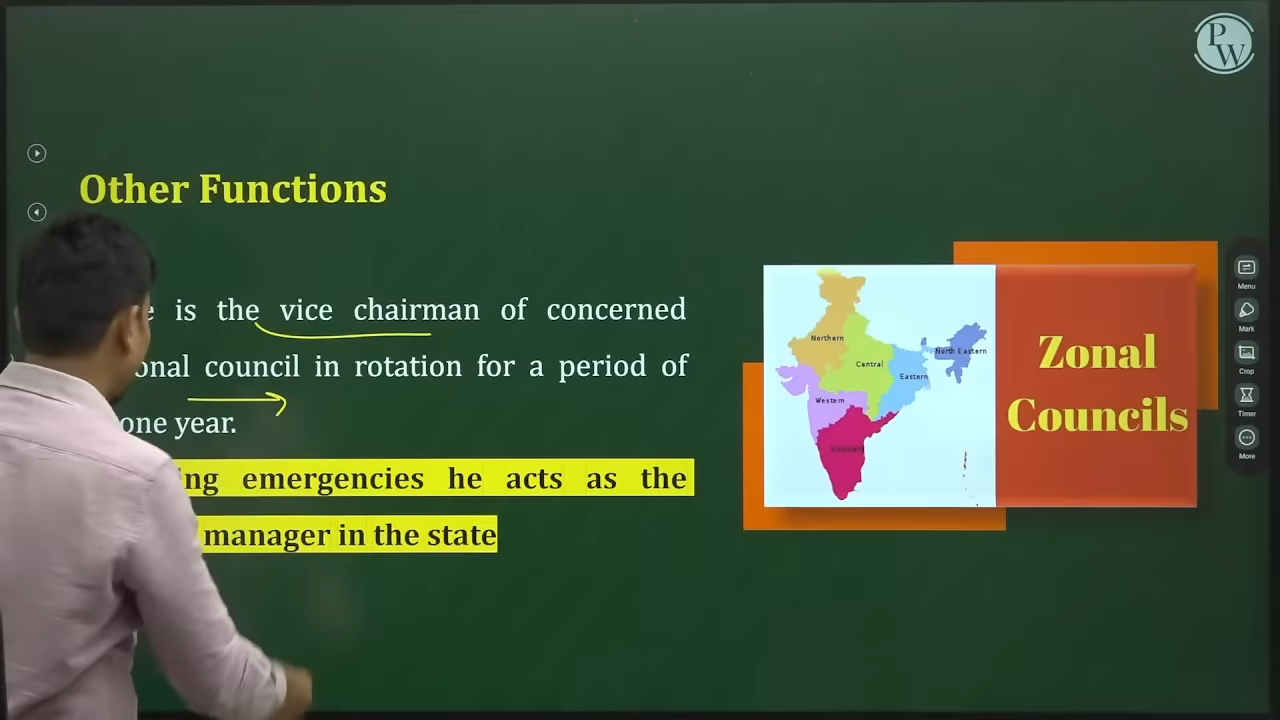 PW
Other Functions
is the vice chairman of concerned
council in rotation for a period of
one year.
emergencies he acts as the
manager in the state
Northern
Central
North Eastern
Eastern
Western
Southern
Zonal
Councils
Menu
Mark
Crop
Timer
More